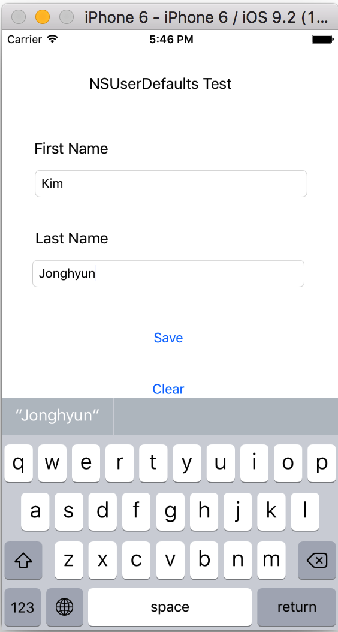 iPhone 6 - iPhone 6 / iOS 9.2 (1...
Carrier 5:46 PM
NSUserDefaults Test
First Name
Kim
Last Name
Jonghyun
Save
Clear
“Jonghyun”
q w e r t y u i o p
a s d f g h j k l
z x c v b n m
123 space return